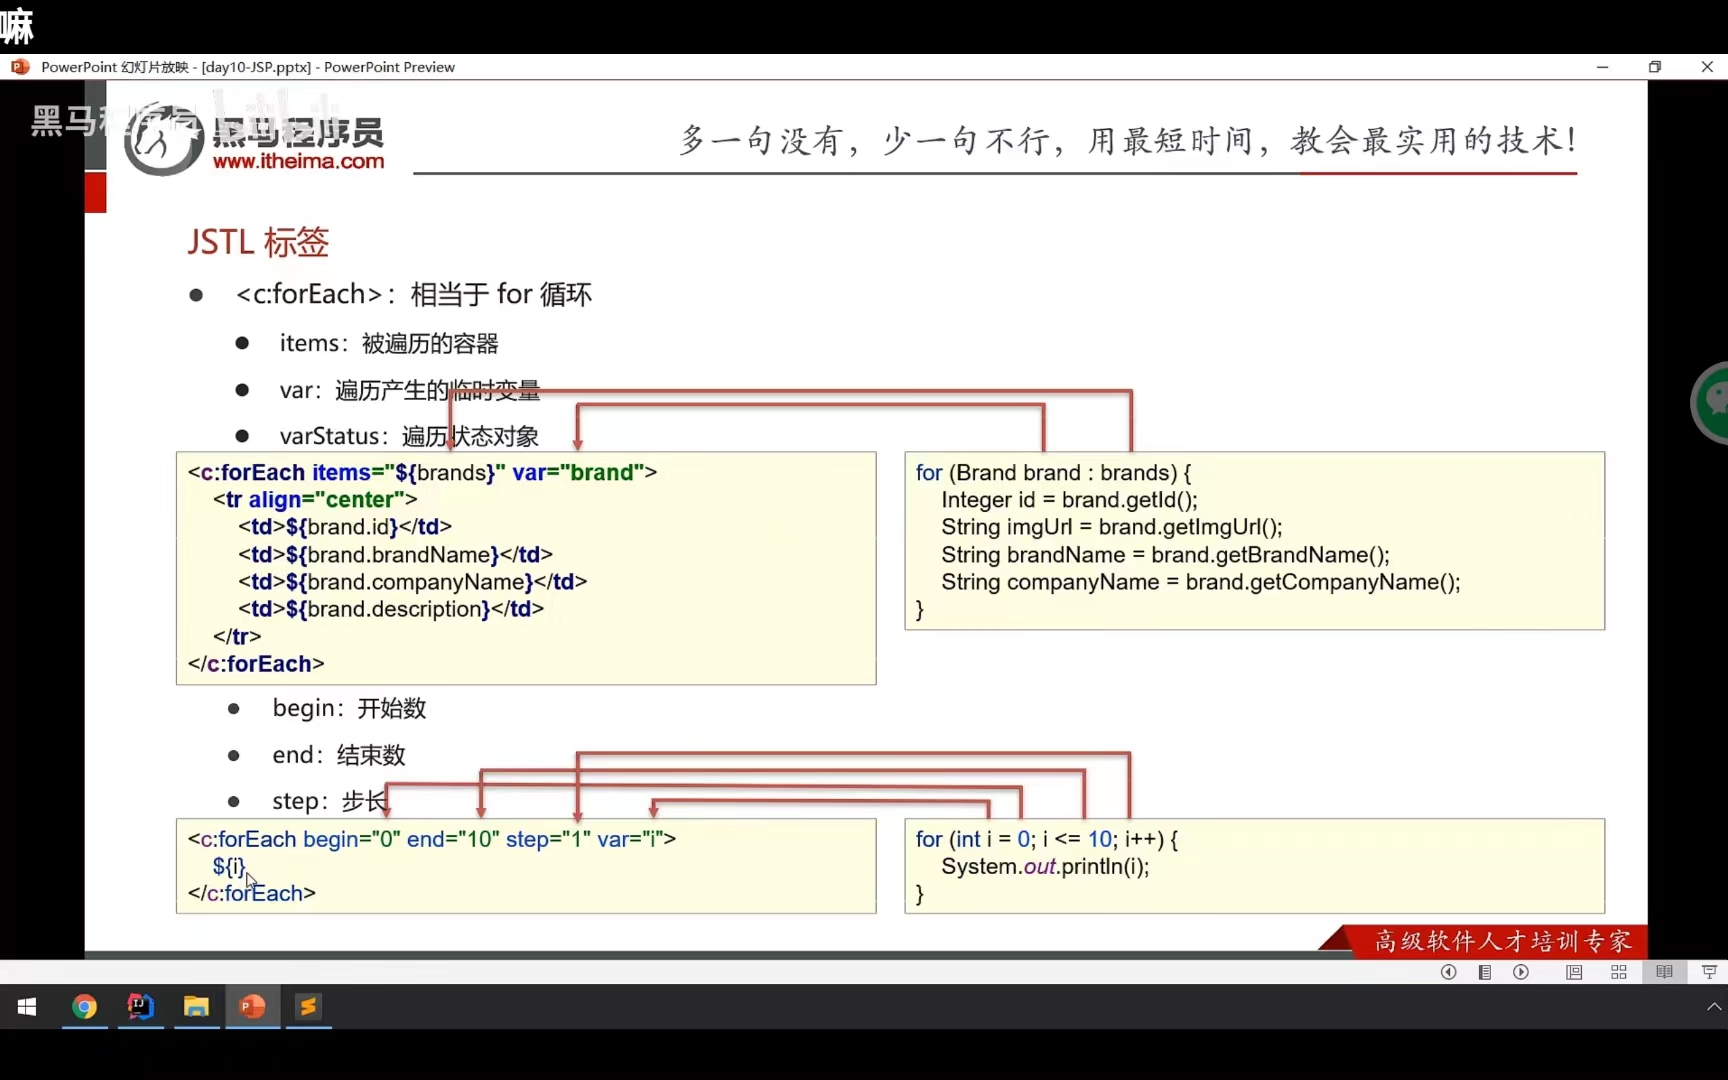 嘛
PowerPoint 幻灯片放映 - [day10-JSP.pptx] - PowerPoint Preview
黑马程序员
黑马程序员
www.itheima.com
多一句没有，少一句不行，用最短时间，教会最实用的技术！
JSTL 标签
<c:forEach>：相当于 for 循环
items：被遍历的容器
var：遍历产生的临时变量
varStatus：遍历状态对象
<c:forEach items="${brands}" var="brand">
<tr align="center">
<td>${brand.id}</td>
<td>${brand.brandName}</td>
<td>${brand.companyName}</td>
<td>${brand.description}</td>
</tr>
</c:forEach>
for (Brand brand : brands) {
Integer id = brand.getId();
String imgUrl = brand.getImgUrl();
String brandName = brand.getBrandName();
String companyName = brand.getCompanyName();
}
begin：开始数
end：结束数
step：步长
<c:forEach begin="0" end="10" step="1" var="i">
${i}
</c:forEach>
for (int i = 0; i <= 10; i++) {
System.out.println(i);
}
高级软件人才培训专家